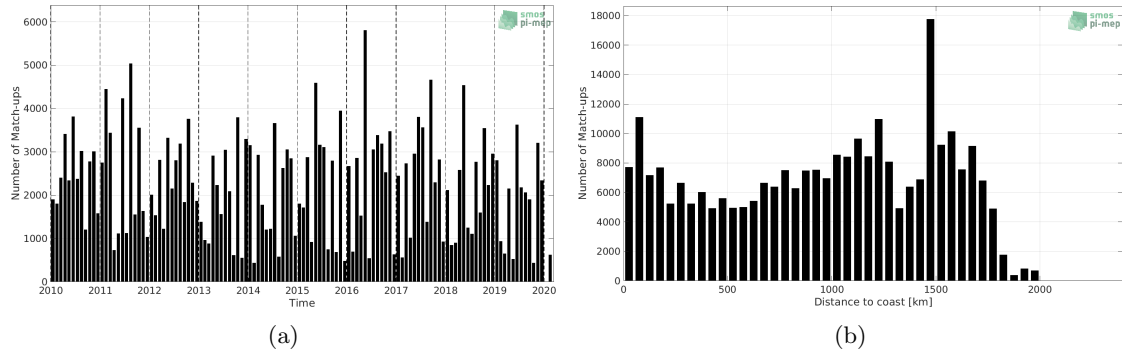 smos
pi-mep
Number of Match-ups
6000
5000
4000
3000
2000
1000
0
2010 2011 2012 2013 2014 2015 2016 2017 2018 2019 2020
Time
(a)
smos
pi-mep
Number of Match-ups
18000
16000
14000
12000
10000
8000
6000
4000
2000
0
0 500 1000 1500 2000
Distance to coast [km]
(b)